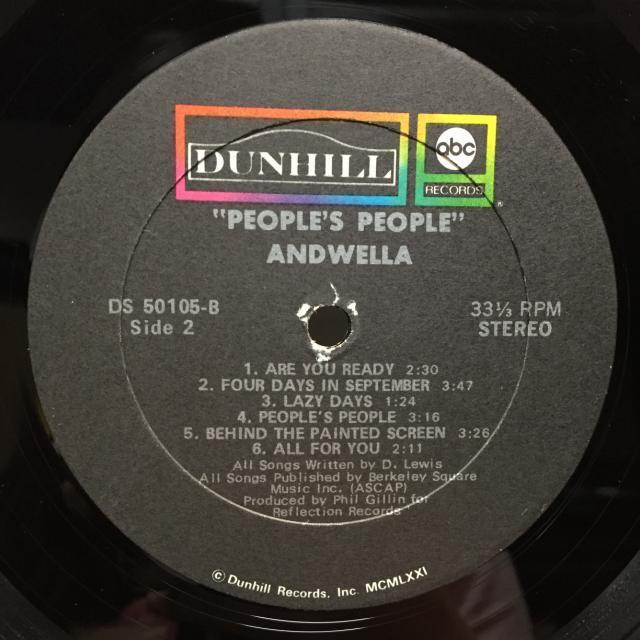 DUNHILL
abc
RECORDS
®
"PEOPLE'S PEOPLE"
ANDWELLA
DS 50105-B
Side 2
33⅓ RPM
STEREO
1. ARE YOU READY 2:30
2. FOUR DAYS IN SEPTEMBER 3:47
3. LAZY DAYS 1:24
4. PEOPLE'S PEOPLE 3:16
5. BEHIND THE PAINTED SCREEN 3:26
6. ALL FOR YOU 2:11
All Songs Written by D. Lewis
All Songs Published by Berkeley Square
Music Inc. (ASCAP)
Produced by Phil Gillin for
Reflection Records
© Dunhill Records, Inc. MCMLXXI